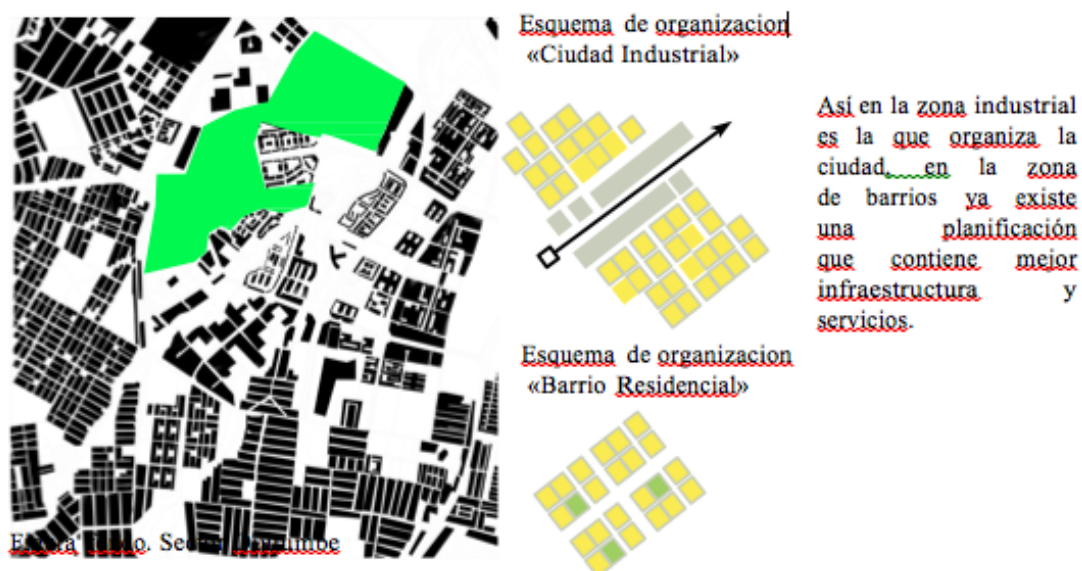 Esquema de organizacion
«Ciudad Industrial»
Así en la zona industrial
es la que organiza la
ciudad, en la zona
de barrios ya existe
una planificación
que contiene mejor
infraestructura y
servicios.
Esquema de organizacion
«Barrio Residencial»